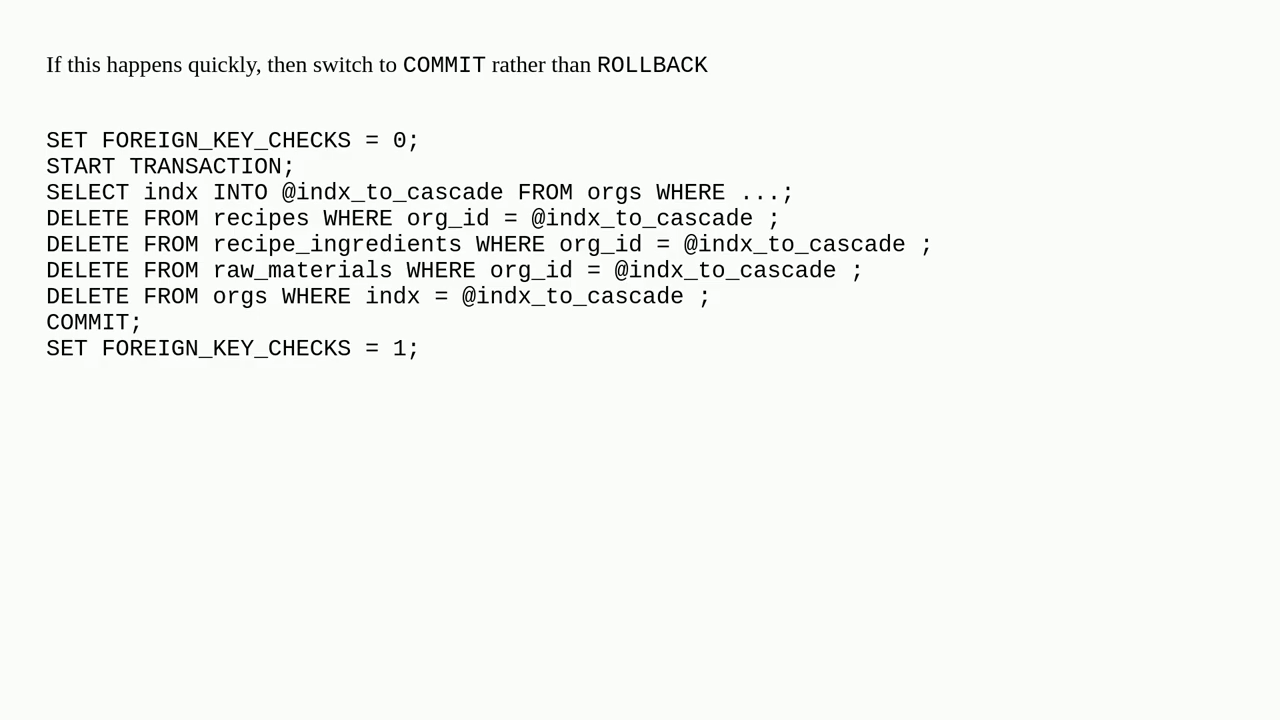 If this happens quickly, then switch to COMMIT rather than ROLLBACK
SET FOREIGN_KEY_CHECKS = 0;
START TRANSACTION;
SELECT indx INTO @indx_to_cascade FROM orgs WHERE ...;
DELETE FROM recipes WHERE org_id = @indx_to_cascade ;
DELETE FROM recipe_ingredients WHERE org_id = @indx_to_cascade ;
DELETE FROM raw_materials WHERE org_id = @indx_to_cascade ;
DELETE FROM orgs WHERE indx = @indx_to_cascade ;
COMMIT;
SET FOREIGN_KEY_CHECKS = 1;